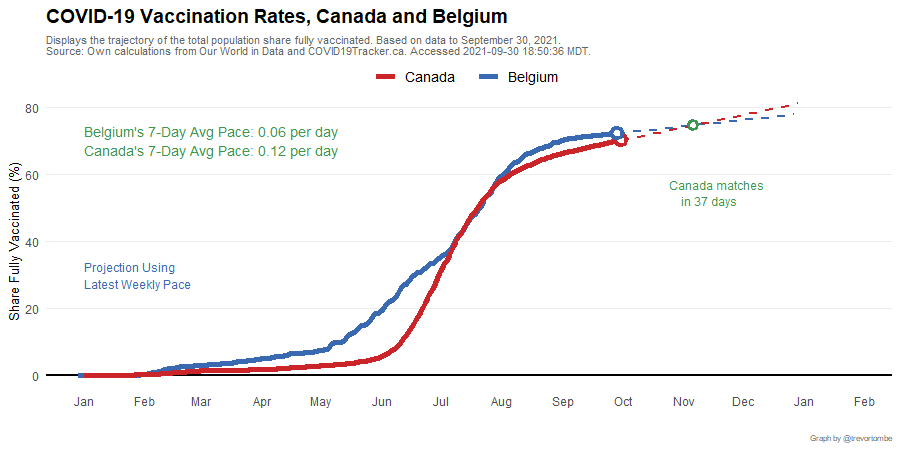 COVID-19 Vaccination Rates, Canada and Belgium
Displays the trajectory of the total population share fully vaccinated. Based on data to September 30, 2021.
Source: Own calculations from Our World in Data and COVID19Tracker.ca. Accessed 2021-09-30 18:50:36 MDT.
Canada Belgium
80
Belgium's 7-Day Avg Pace: 0.06 per day
Canada's 7-Day Avg Pace: 0.12 per day
60
Canada matches
in 37 days
Share Fully Vaccinated (%)
40
Projection Using
Latest Weekly Pace
20
0
Jan Feb Mar Apr May Jun Jul Aug Sep Oct Nov Dec Jan Feb
Graph by @trevortombe